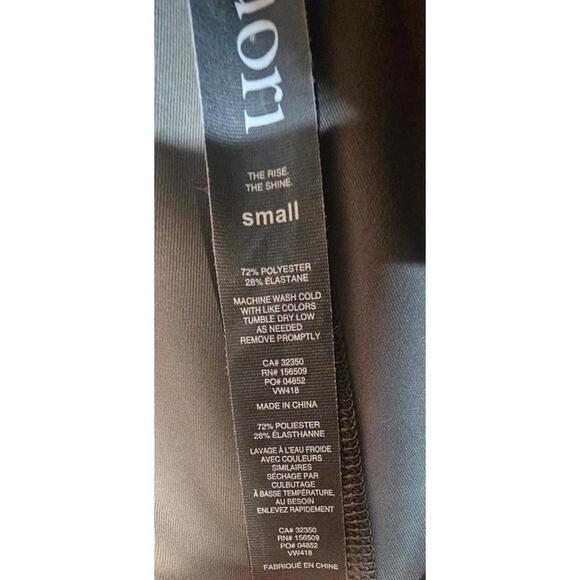 uori
THE RISE.
THE SHINE.
small
72% POLYESTER
28% ELASTANE
MACHINE WASH COLD
WITH LIKE COLORS
TUMBLE DRY LOW
AS NEEDED
REMOVE PROMPTLY
CA# 32350
RN# 156509
PO# 04852
VW418
MADE IN CHINA
72% POLIESTER
28% ÉLASTHANNE
LAVAGE À L'EAU FROIDE
AVEC COULEURS
SIMILAIRES
SÉCHAGE PAR
CULBUTAGE
À BASSE TEMPÉRATURE,
AU BESOIN
ENLEVEZ RAPIDEMENT
CA# 32350
RN# 156509
PO# 04852
VW418
FABRIQUÉ EN CHINE